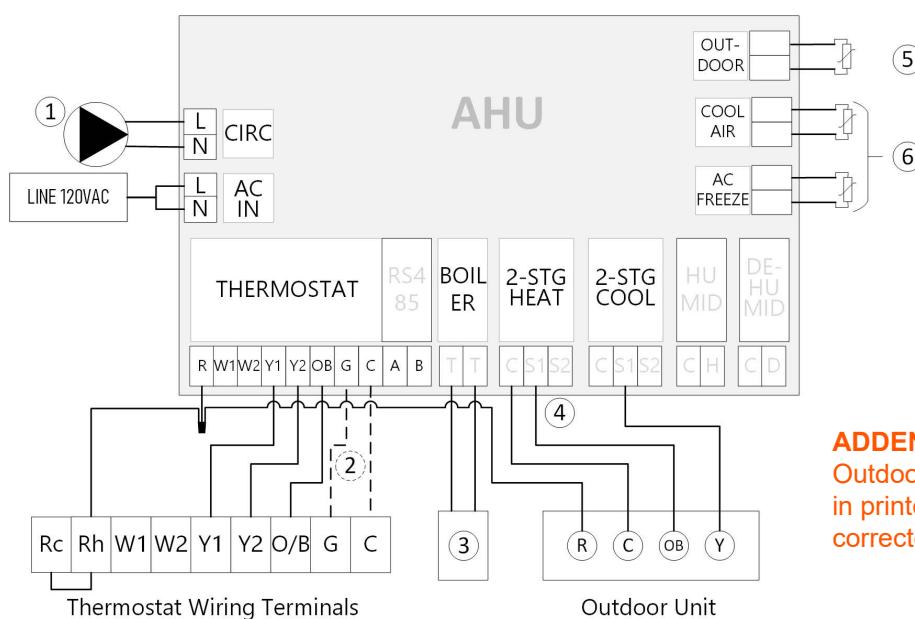 OUT-
DOOR
5
COOL
AIR
6
AC
FREEZE
AHU
1
L
N
CIRC
LINE 120VAC
L
N
AC
IN
THERMOSTAT
RS4
85
BOIL
ER
2-STG
HEAT
2-STG
COOL
HU
MID
DE-
HU
MID
R W1 W2 Y1 Y2 OB G C A B
T T
C S1 S2
C S1 S2
C H
C D
4
2
ADDEN
Outdoor
in print
correct
Rc Rh W1 W2 Y1 Y2 O/B G C
3
R C OB Y
Thermostat Wiring Terminals
Outdoor Unit